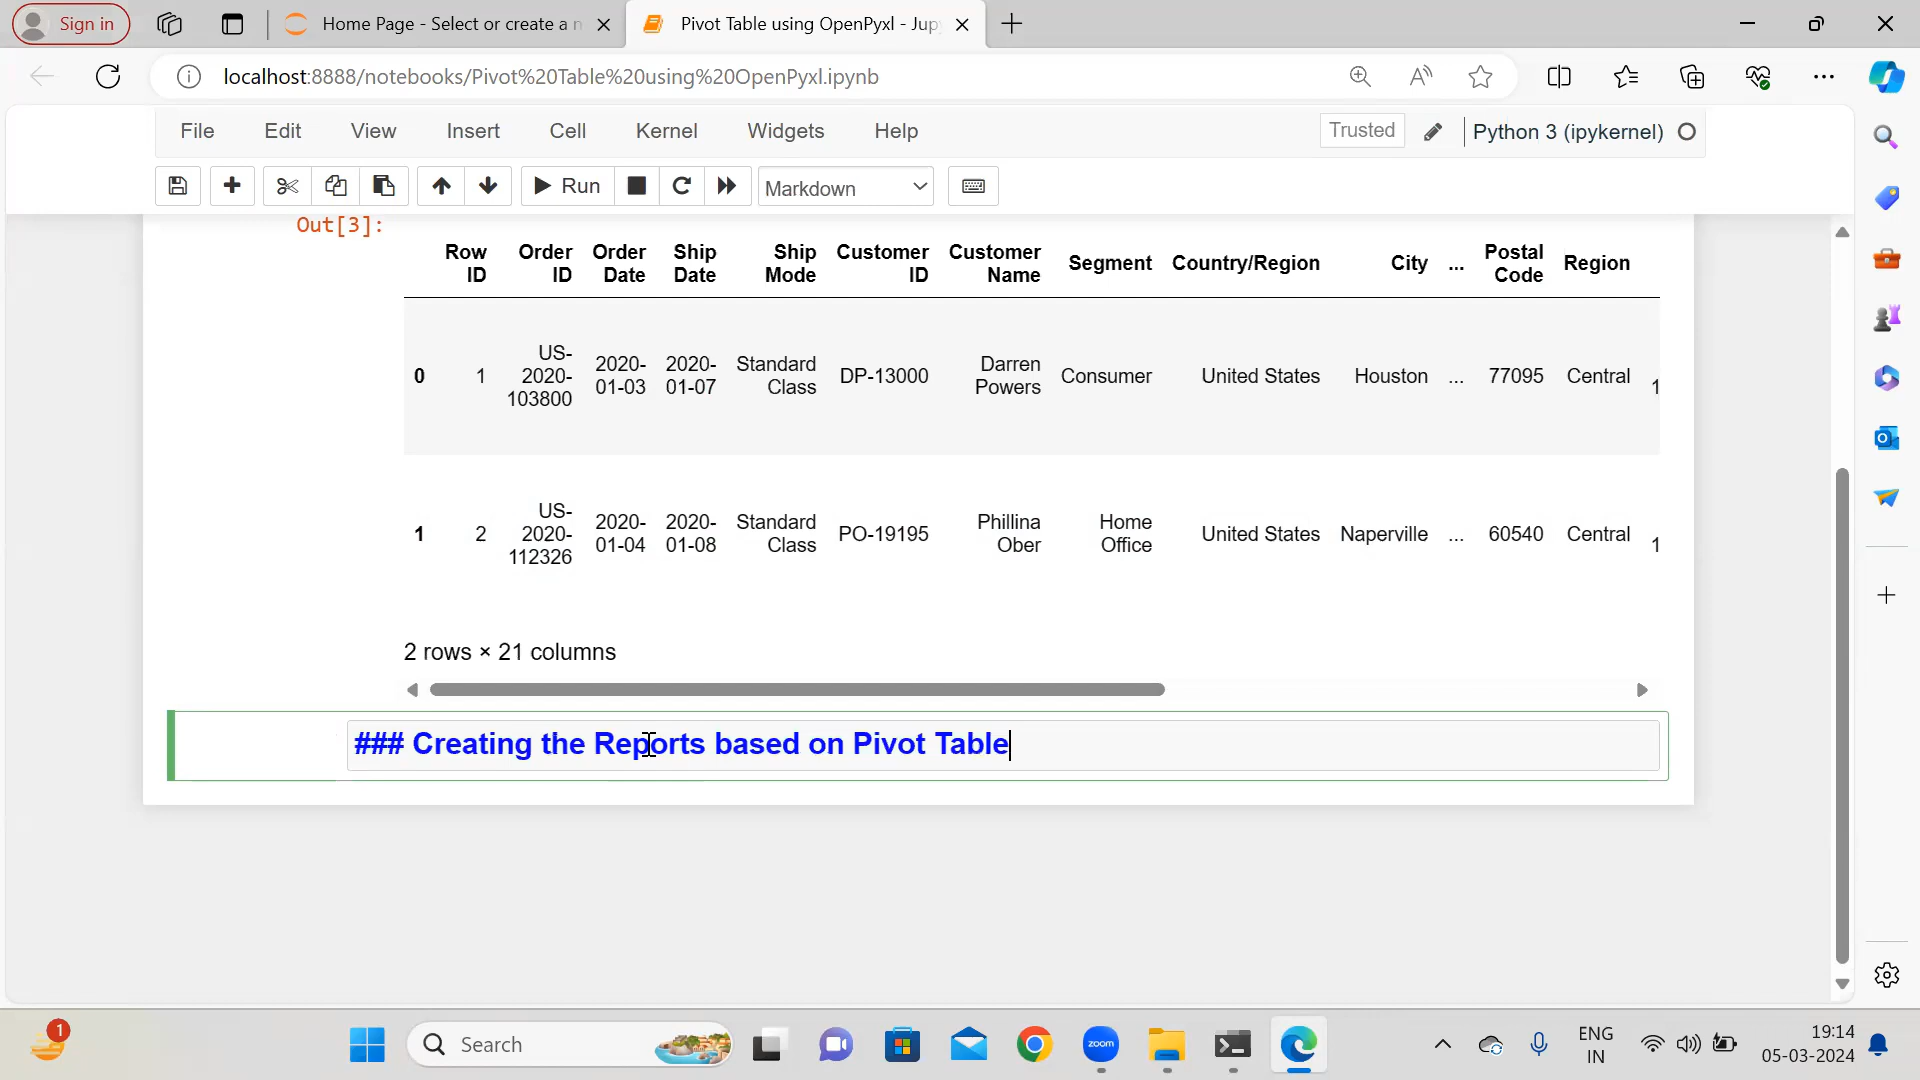 Sign in
Home Page - Select or create a n
Pivot Table using OpenPyxl - Jup
localhost:8888/notebooks/Pivot%20Table%20using%20OpenPyxl.ipynb
File Edit View Insert Cell Kernel Widgets Help
Trusted Python 3 (ipykernel)
Run Markdown
Out[3]:
Row Order Order Ship Ship Customer Customer Segment Country/Region City ... Postal Region
ID ID Date Date Mode ID Name Code
0 1 US-2020-103800 2020-01-03 2020-01-07 Standard Class DP-13000 Darren Powers Consumer United States Houston ... 77095 Central 1
1 2 US-2020-112326 2020-01-04 2020-01-08 Standard Class PO-19195 Phillina Ober Home Office United States Naperville ... 60540 Central 1
2 rows × 21 columns
### Creating the Reports based on Pivot Table
1
Search
zoom
ENG
IN
19:14
05-03-2024